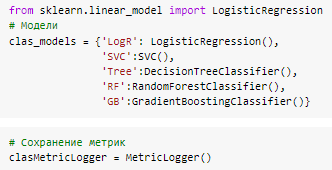 from sklearn.linear_model import LogisticRegression
# Модели
clas_models = {'LogR': LogisticRegression(),
'SVC':SVC(),
'Tree':DecisionTreeClassifier(),
'RF':RandomForestClassifier(),
'GB':GradientBoostingClassifier()}
# Сохранение метрик
clasMetricLogger = MetricLogger()